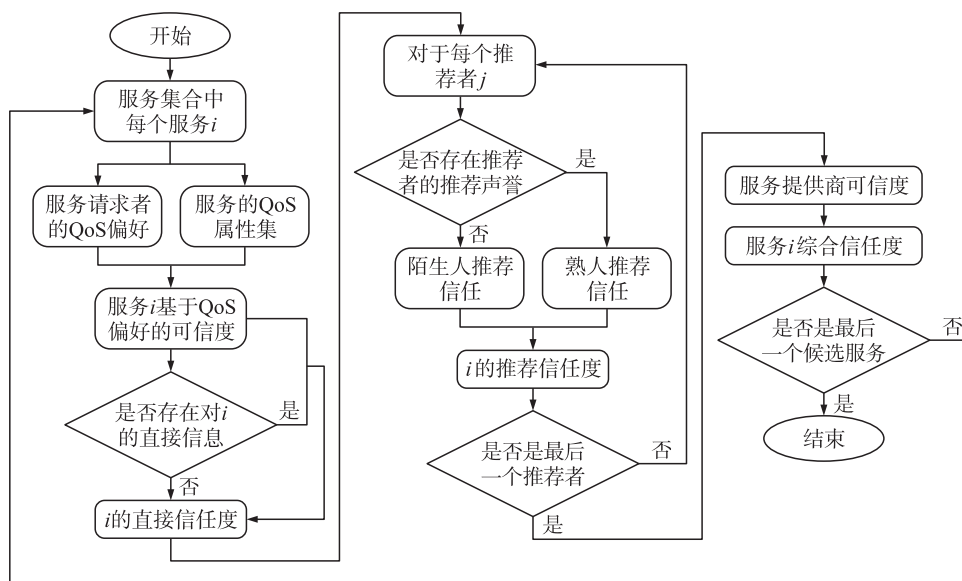 开始
服务集合中
每个服务i
服务请求者
的QoS偏好
服务的QoS
属性集
服务i基于QoS
偏好的可信度
是否存在对i
的直接信息
是
否
i的直接信任度
对于每个推
荐者j
是否存在推荐
者的推荐声誉
是
否
陌生人推荐
信任
熟人推荐
信任
i的推荐信任度
是否是最后
一个推荐者
否
是
服务提供商可信度
服务i综合信任度
是否是最后
一个候选服务
否
是
结束